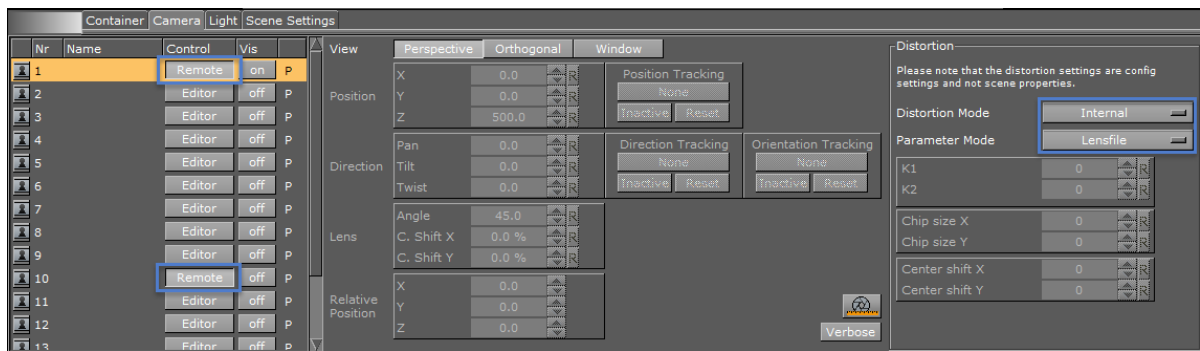 Container Camera Light Scene Settings
Nr Name Control Vis
1 Remote on P
2 Editor off P
3 Editor off P
4 Editor off P
5 Editor off P
6 Editor off P
7 Editor off P
8 Editor off P
9 Editor off P
10 Remote off P
11 Editor off P
12 Editor off P
13 Editor off P
View Perspective Orthogonal Window
Position
X 0.0 R
Y 0.0 R
Z 500.0 R
Position Tracking
None
Inactive Reset
Direction
Pan 0.0 R
Tilt 0.0 R
Twist 0.0 R
Direction Tracking
None
Inactive Reset
Orientation Tracking
None
Inactive Reset
Lens
Angle 45.0 R
C. Shift X 0.0 % R
C. Shift Y 0.0 % R
Relative
Position
X 0.0
Y 0.0
Z 0.0
Verbose
Distortion
Please note that the distortion settings are config
settings and not scene properties.
Distortion Mode Internal
Parameter Mode Lensfile
K1 0 R
K2 0 R
Chip size X 0 R
Chip size Y 0 R
Center shift X 0 R
Center shift Y 0 R